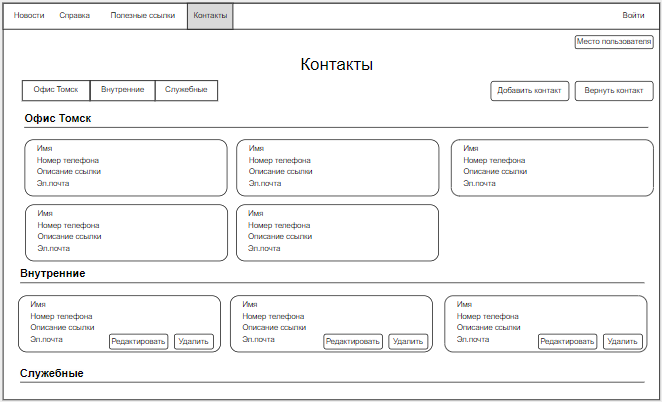 Новости Справка Полезные ссылки Контакты Войти
Место пользователя
Контакты
Офис Томск Внутренние Служебные Добавить контакт Вернуть контакт
Офис Томск
Имя Имя Имя
Номер телефона Номер телефона Номер телефона
Описание ссылки Описание ссылки Описание ссылки
Эл.почта Эл.почта Эл.почта
Имя Имя
Номер телефона Номер телефона
Описание ссылки Описание ссылки
Эл.почта Эл.почта
Внутренние
Имя Имя Имя
Номер телефона Номер телефона Номер телефона
Описание ссылки Описание ссылки Описание ссылки
Эл.почта Редактировать Удалить Эл.почта Редактировать Удалить Эл.почта Редактировать Удалить
Служебные